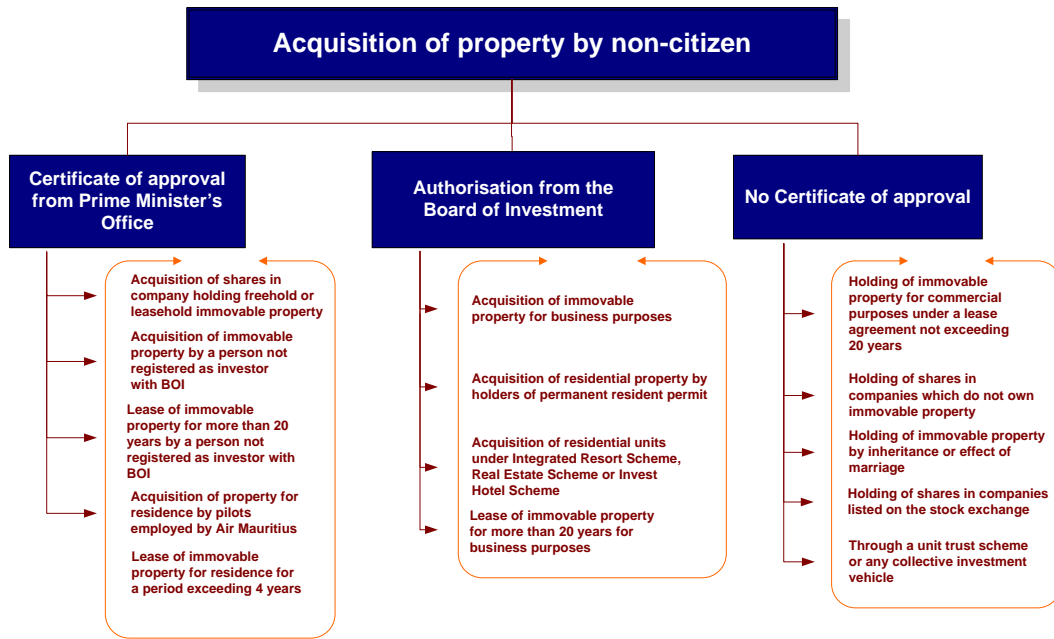 Acquisition of property by non-citizen
Certificate of approval
from Prime Minister's
Office
Acquisition of shares in
company holding freehold or
leasehold immovable property
Acquisition of immovable
property by a person not
registered as investor
with BOI
Lease of immovable
property for more than 20
years by a person not
registered as investor with
BOI
Acquisition of property for
residence by pilots
employed by Air Mauritius
Lease of immovable
property for residence for
a period exceeding 4 years
Authorisation from the
Board of Investment
Acquisition of immovable
property for business purposes
Acquisition of residential property by
holders of permanent resident permit
Acquisition of residential units
under Integrated Resort Scheme,
Real Estate Scheme or Invest
Hotel Scheme
Lease of immovable property
for more than 20 years for
business purposes
No Certificate of approval
Holding of immovable
property for commercial
purposes under a lease
agreement not exceeding
20 years
Holding of shares in
companies which do not own
immovable property
Holding of immovable property
by inheritance or effect of
marriage
Holding of shares in companies
listed on the stock exchange
Through a unit trust scheme
or any collective investment
vehicle